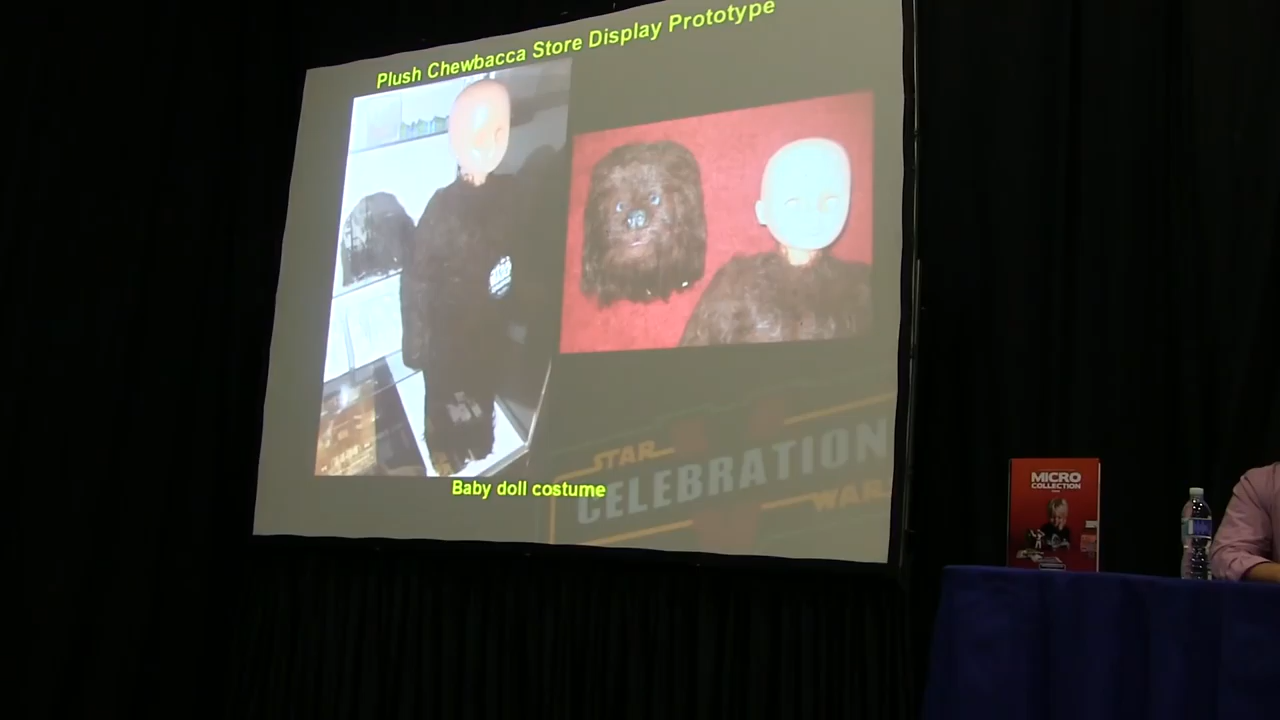 Plush Chewbacca Store Display Prototype
Baby doll costume
STAR
CELEBRATION
WARS
MICRO
COLLECTION